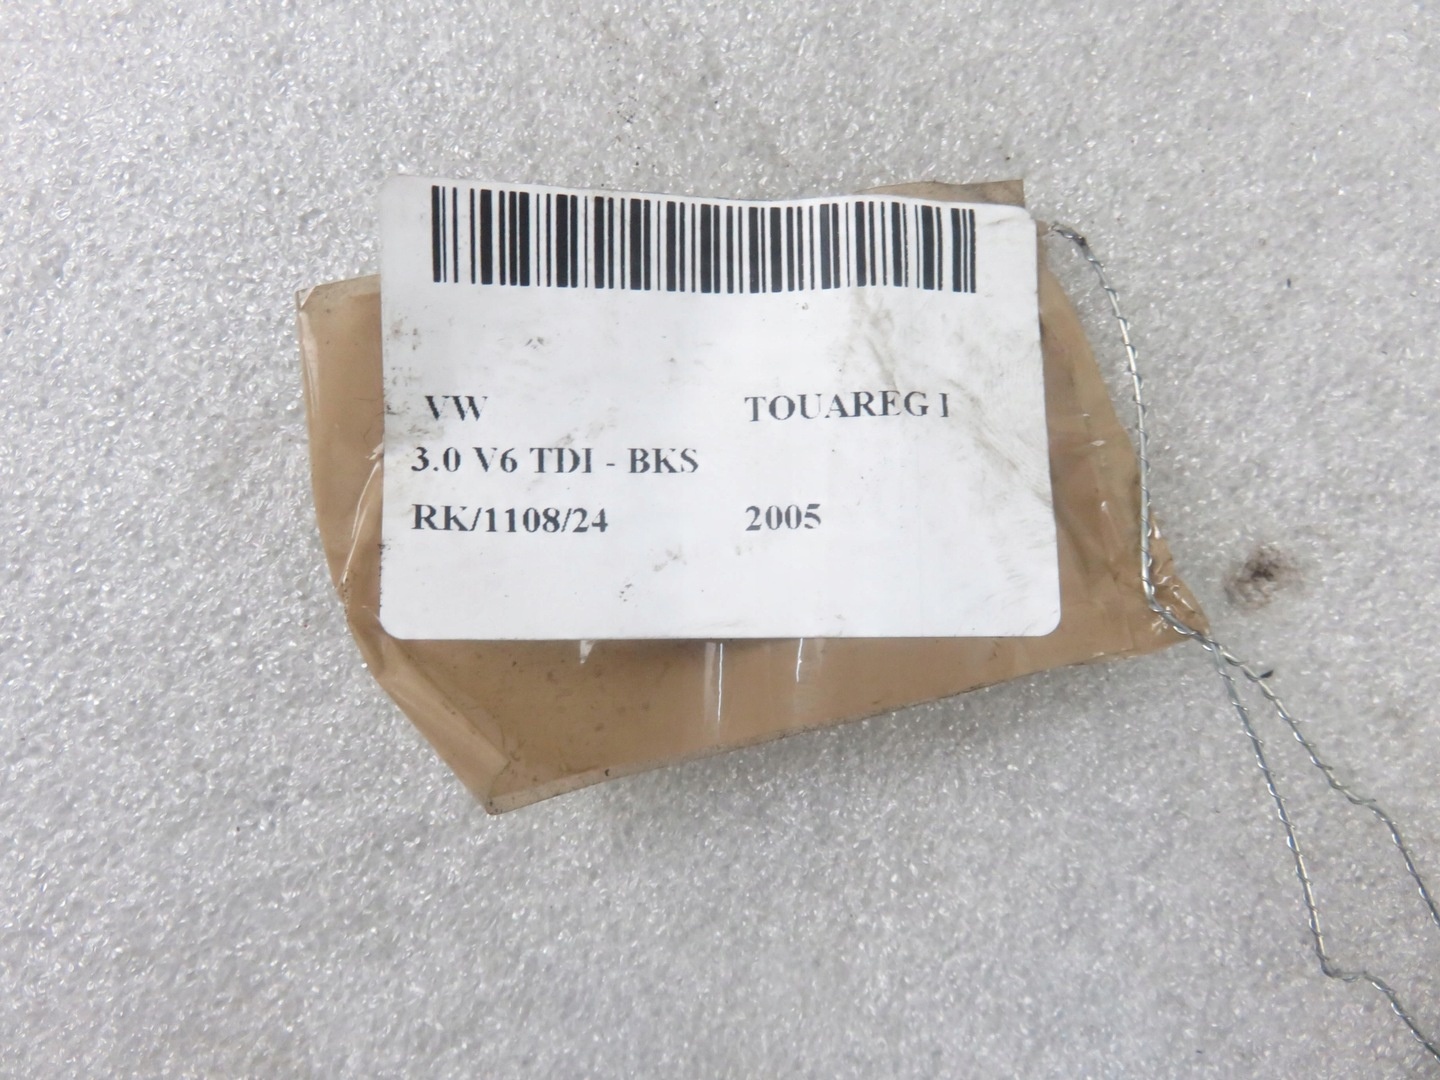 VW TOUAREG I
3.0 V6 TDI - BKS
RK/1108/24 2005